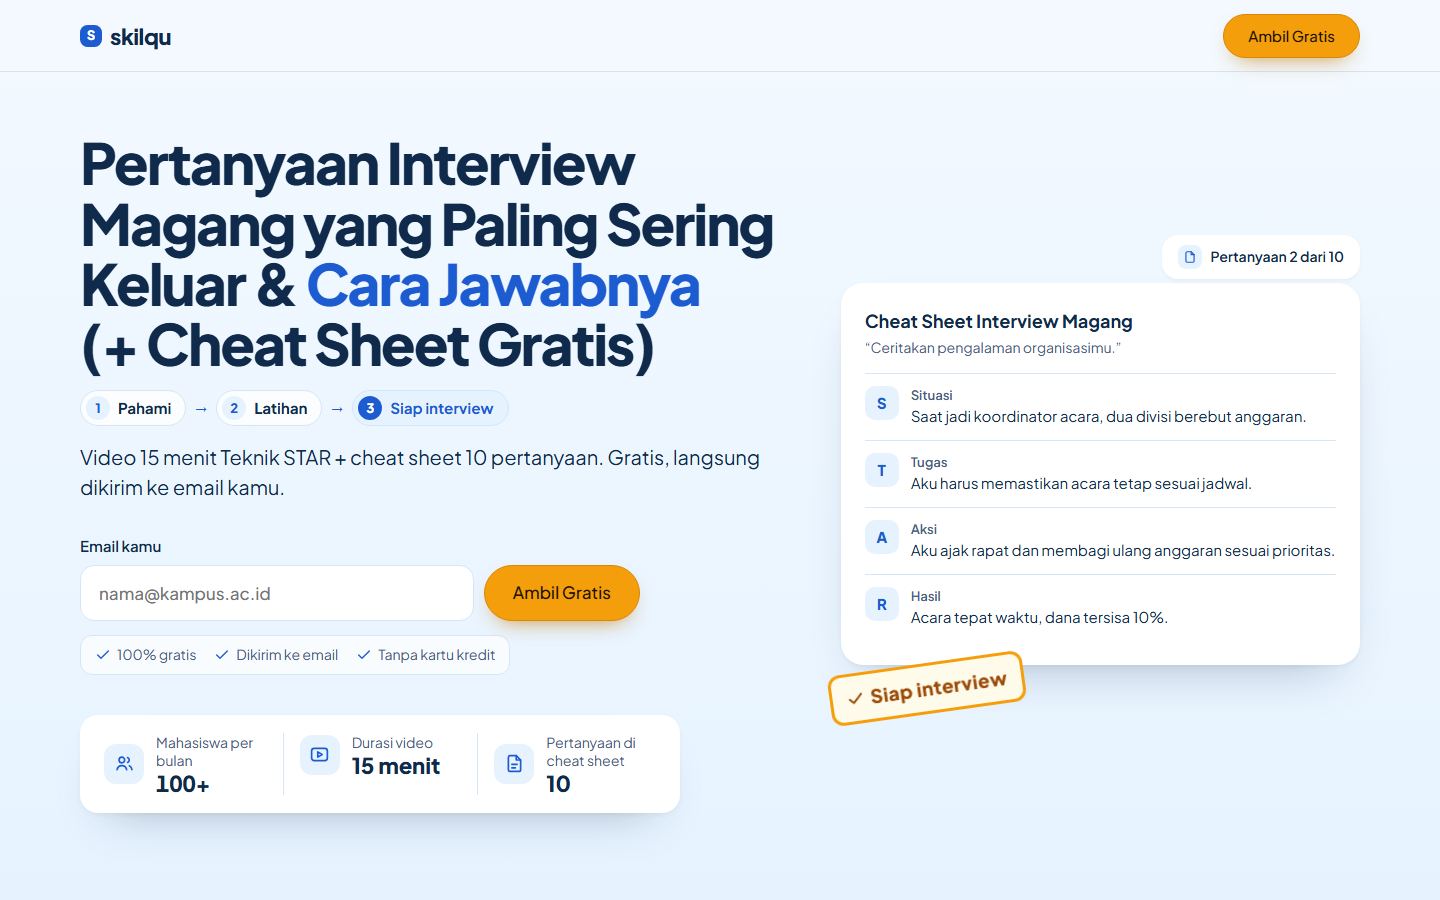 S skilqu
Ambil Gratis
Pertanyaan Interview
Magang yang Paling Sering
Keluar & Cara Jawabnya
(+ Cheat Sheet Gratis)
1 Pahami → 2 Latihan → 3 Siap interview
Video 15 menit Teknik STAR + cheat sheet 10 pertanyaan. Gratis, langsung
dikirim ke email kamu.
Email kamu
nama@kampus.ac.id
Ambil Gratis
✓ 100% gratis ✓ Dikirim ke email ✓ Tanpa kartu kredit
Mahasiswa per
bulan
100+
Durasi video
15 menit
Pertanyaan di
cheat sheet
10
Pertanyaan 2 dari 10
Cheat Sheet Interview Magang
“Ceritakan pengalaman organisasimu.”
S
Situasi
Saat jadi koordinator acara, dua divisi berebut anggaran.
T
Tugas
Aku harus memastikan acara tetap sesuai jadwal.
A
Aksi
Aku ajak rapat dan membagi ulang anggaran sesuai prioritas.
R
Hasil
Acara tepat waktu, dana tersisa 10%.
✓ Siap interview